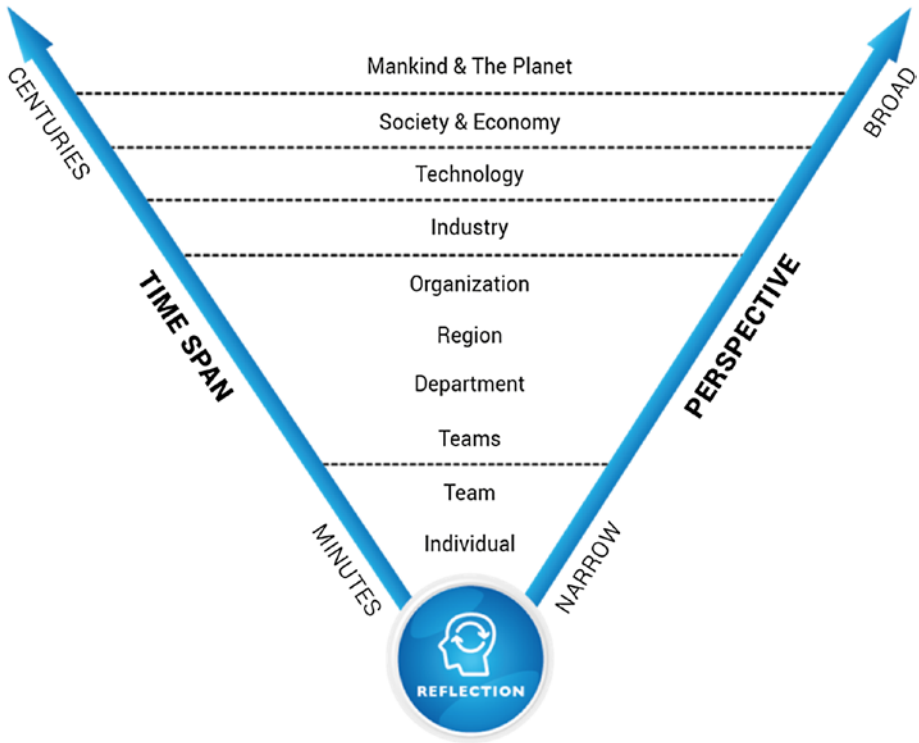 Mankind & The Planet
CENTURIES
BROAD
Society & Economy
Technology
Industry
TIME SPAN
PERSPECTIVE
Organization
Region
Department
Teams
Team
Individual
MINUTES
NARROW
REFLECTION